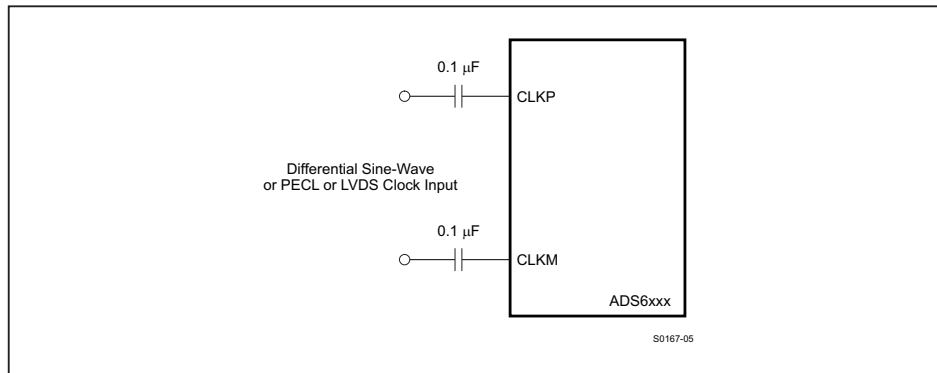 0.1 μF
CLKP
Differential Sine-Wave
or PECL or LVDS Clock Input
0.1 μF
CLKM
ADS6xxx
S0167-05